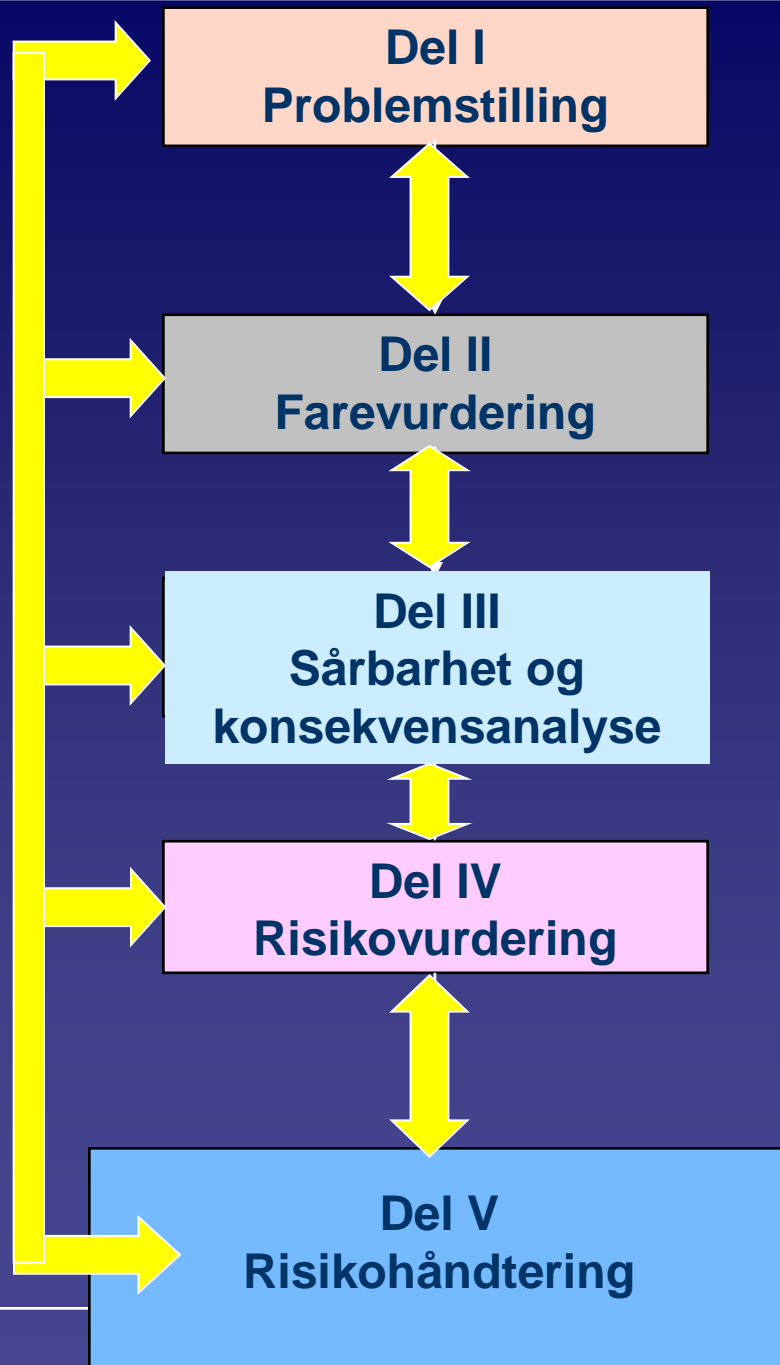 Del I
Problemstilling
Del II
Farevurdering
Del III
Sårbarhet og
konsekvensanalyse
Del IV
Risikovurdering
Del V
Risikohåndtering